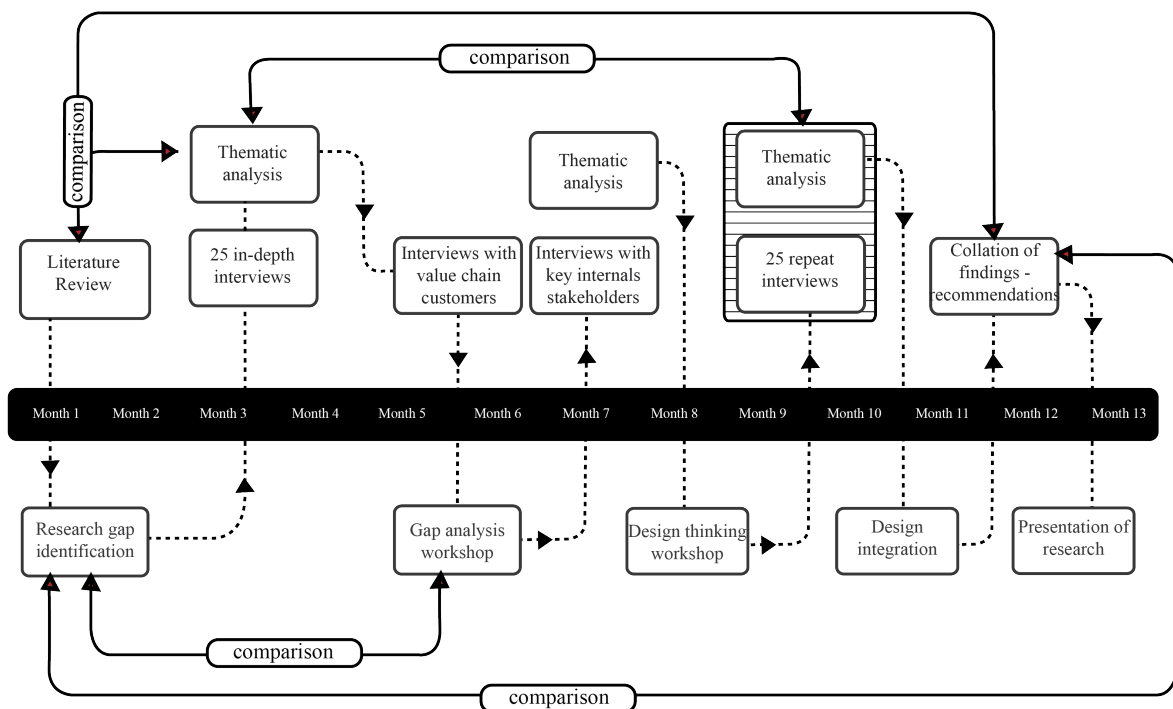 comparison
comparison
Thematic
analysis
Thematic
analysis
Thematic
analysis
Literature
Review
25 in-depth
interviews
Interviews with
value chain
customers
Interviews with
key internals
stakeholders
25 repeat
interviews
Collation of
findings -
recommendations
Month 1 Month 2 Month 3 Month 4 Month 5 Month 6 Month 7 Month 8 Month 9 Month 10 Month 11 Month 12 Month 13
Research gap
identification
Gap analysis
workshop
Design thinking
workshop
Design
integration
Presentation of
research
comparison
comparison